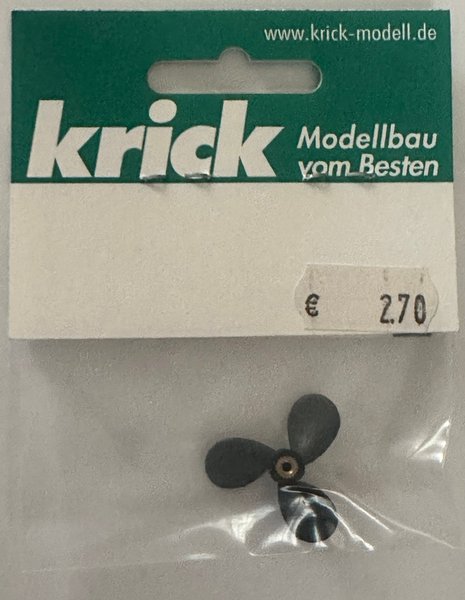 www.krick-modell.de
krick
Modellbau
vom Besten
€ 2.70